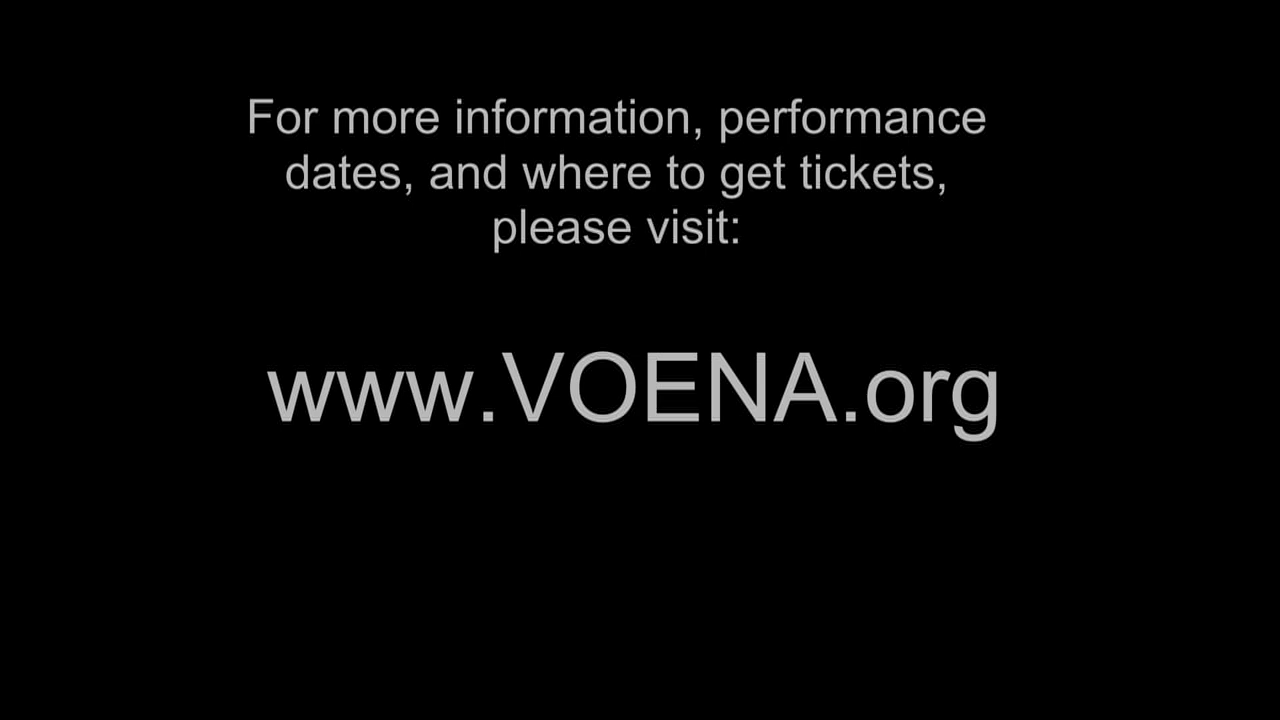 For more information, performance
dates, and where to get tickets,
please visit:
www.VOENA.org